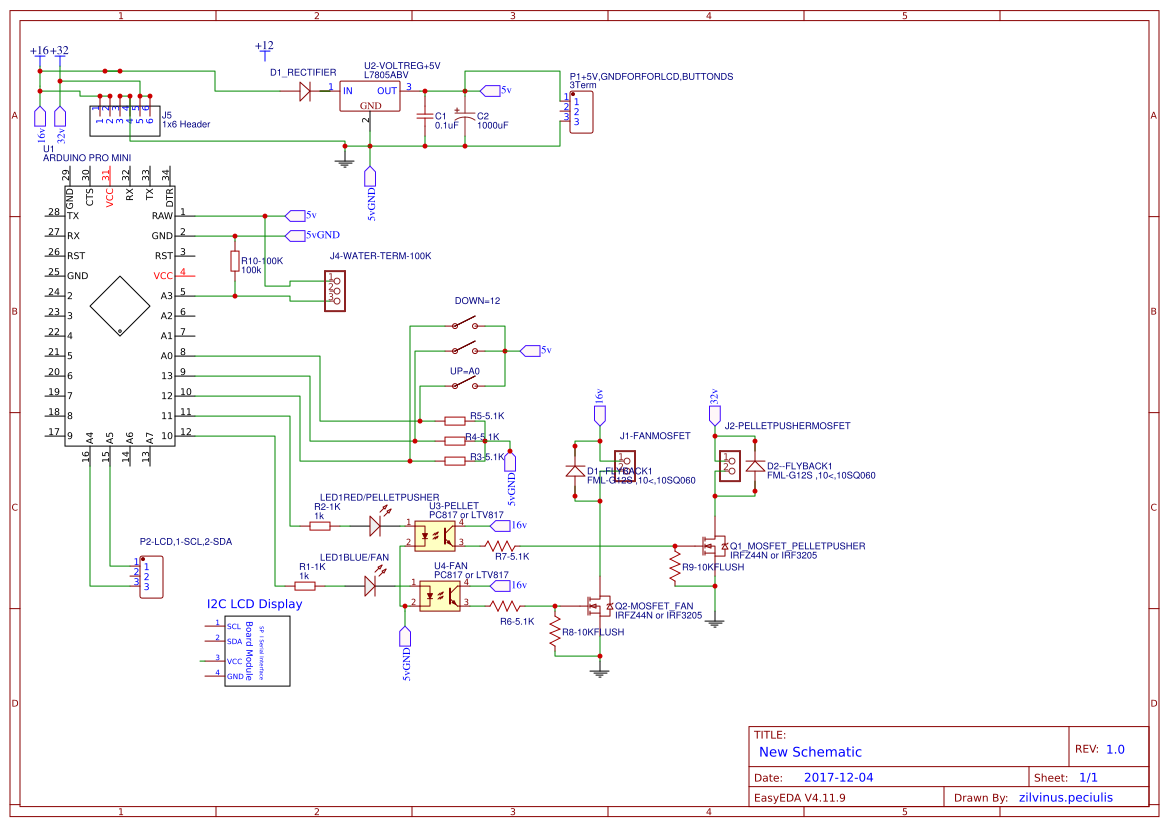 1 2 3 4 5
+16 +32
+12
D1_RECTIFIER
U2-VOLTREG+5V
L7805ABV
1 IN OUT 3
GND
2
5v
P1+5V,GNDFORFORLCD,BUTTONDS
3Term
1 1
2 2
3 3
C1
0.1uF
C2
1000uF
A A
1 2 3 4 5 6
1 2 3 4 5 6
J5
1x6 Header
16v 32v
5vGND
U1
ARDUINO PRO MINI
29 30 31 32 33 34
GND CTS VCC RX TX DTR
28 TX RAW 1
27 RX GND 2
26 RST RST 3
25 GND VCC 4
24 2 A3 5
23 3 A2 6
22 4 A1 7
21 5 A0 8
20 6 13 9
19 7 12 10
18 8 11 11
17 9 10 12
A4 A5 A6 A7
16 15 14 13
5v
5vGND
R10-100K
100k
J4-WATER-TERM-100K
1
2
3
B B
DOWN=12
5v
UP=A0
R5-5.1K
R4-5.1K
R3-5.1K
5vGND
16v
32v
J1-FANMOSFET
1
2
D1--FLYBACK1
FML-G12S ,10<,10SQ060
J2-PELLETPUSHERMOSFET
1
2
D2--FLYBACK1
FML-G12S ,10<,10SQ060
C C
LED1RED/PELLETPUSHER
R2-1K
1k
U3-PELLET
PC817 or LTV817
1 4
2 3
16v
R7-5.1K
Q1_MOSFET_PELLETPUSHER
IRFZ44N or IRF3205
R9-10KFLUSH
P2-LCD,1-SCL,2-SDA
1 1
2 2
3 3
LED1BLUE/FAN
R1-1K
1k
U4-FAN
PC817 or LTV817
1 4
2 3
16v
R6-5.1K
Q2-MOSFET_FAN
IRFZ44N or IRF3205
R8-10KFLUSH
5vGND
I2C LCD Display
1 SCL
2 SDA
3 VCC
4 GND
Board Module
SP I Serial Interface
D D
TITLE:
New Schematic
REV: 1.0
Date: 2017-12-04
Sheet: 1/1
EasyEDA V4.11.9
Drawn By: zilvinus.peciulis
1 2 3 4 5